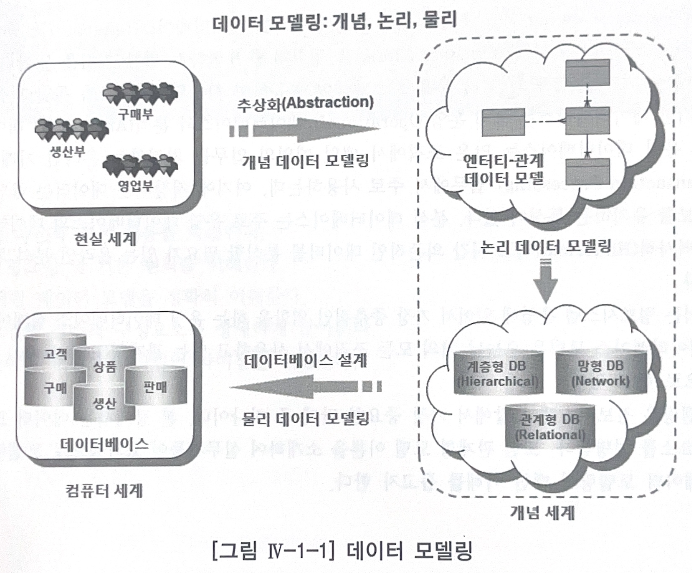 데이터 모델링: 개념, 논리, 물리
구매부
생산부
영업부
현실 세계
추상화(Abstraction)
개념 데이터 모델링
엔터티-관계
데이터 모델
논리 데이터 모델링
계층형 DB
(Hierarchical)
망형 DB
(Network)
관계형 DB
(Relational)
개념 세계
데이터베이스 설계
물리 데이터 모델링
고객
상품
구매
생산
판매
데이터베이스
컴퓨터 세계
[그림 Ⅳ-1-1] 데이터 모델링